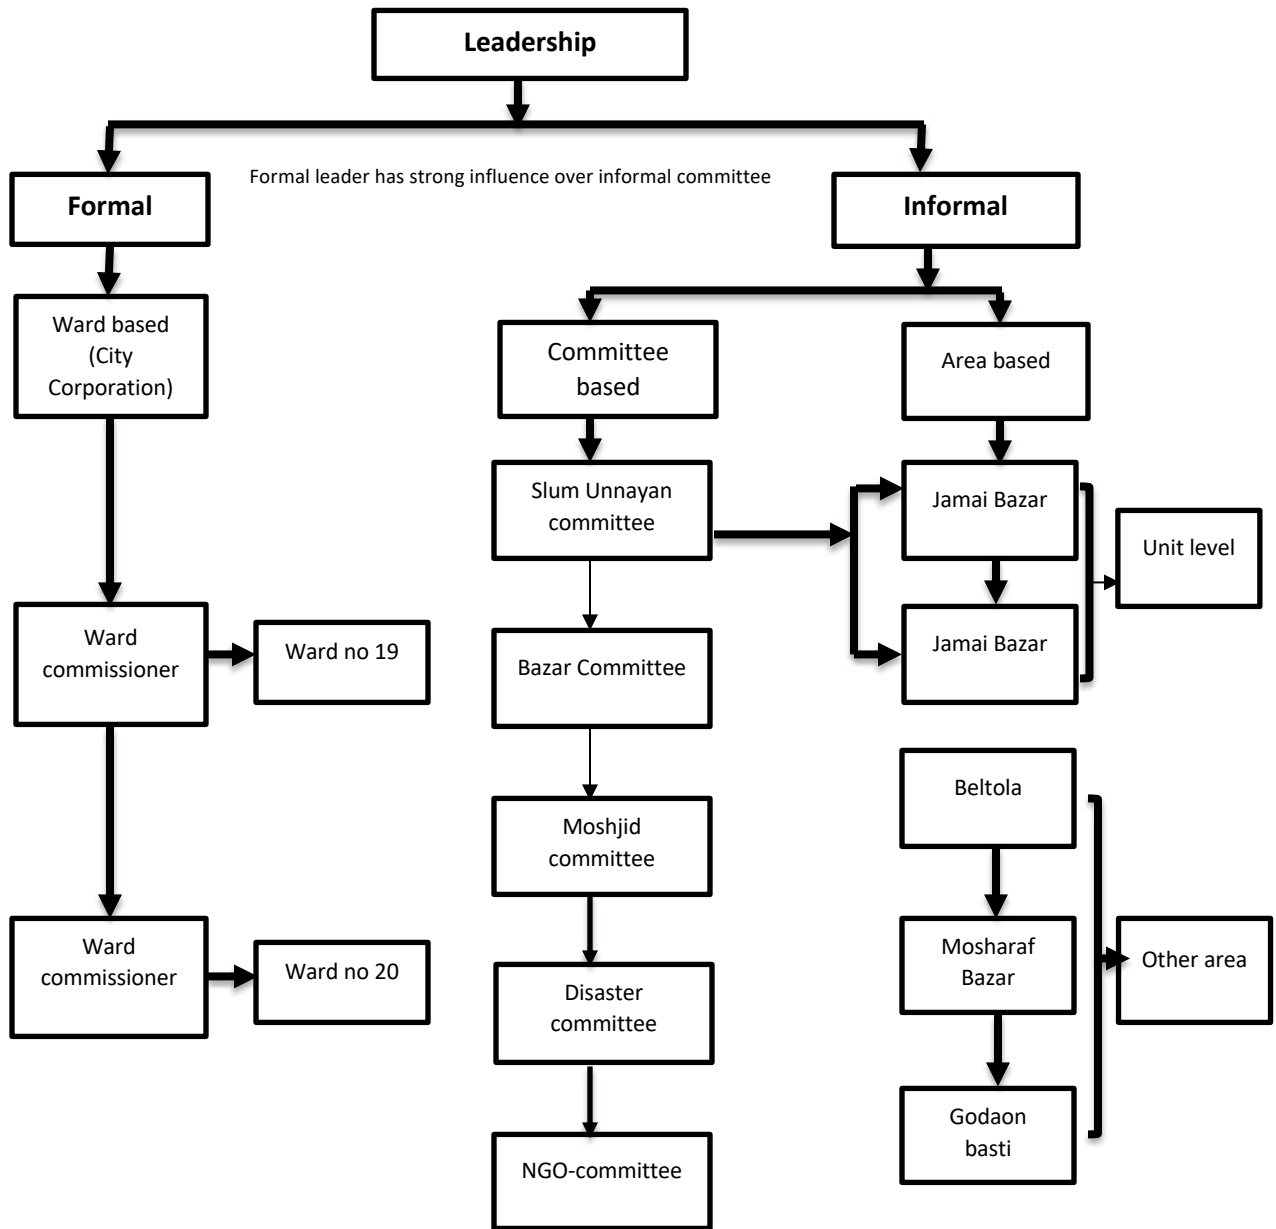 Leadership
Formal leader has strong influence over informal committee
Formal
Informal
Ward based
(City
Corporation)
Committee
based
Area based
Slum Unnayan
committee
Jamai Bazar
Unit level
Jamai Bazar
Ward
commissioner
Ward no 19
Bazar Committee
Beltola
Moshjid
committee
Ward
commissioner
Ward no 20
Mosharaf
Bazar
Other area
Disaster
committee
Godaon
basti
NGO-committee